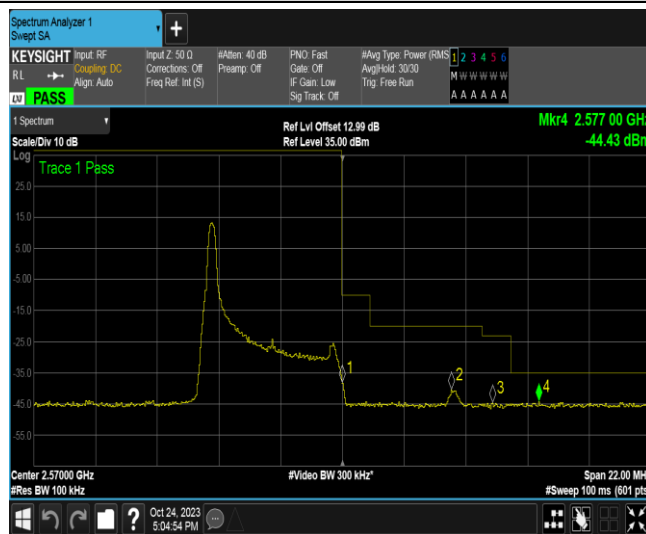 Spectrum Analyzer 1
Swept SA
+
KEYSIGHT Input: RF
RL Coupling: DC
Align: Auto
LXI PASS
Input Z: 50 Ω
Corrections: Off
Freq Ref: Int (S)
#Atten: 40 dB
Preamp: Off
PNO: Fast
Gate: Off
IF Gain: Low
Sig Track: Off
#Avg Type: Power (RMS
Avg|Hold: 30/30
Trig: Free Run
1 2 3 4 5 6
M W W W W W
A A A A A A
1 Spectrum
Scale/Div 10 dB
Ref Lvl Offset 12.99 dB
Ref Level 35.00 dBm
Mkr4 2.577 00 GHz
-44.43 dBm
Log
Trace 1 Pass
25.0
15.0
5.00
-5.00
-15.0
-25.0
-35.0
-45.0
-55.0
1
2
3
4
Center 2.57000 GHz
#Res BW 100 kHz
#Video BW 300 kHz*
Span 22.00 MH
#Sweep 100 ms (601 pts
?
Oct 24, 2023
5:04:54 PM